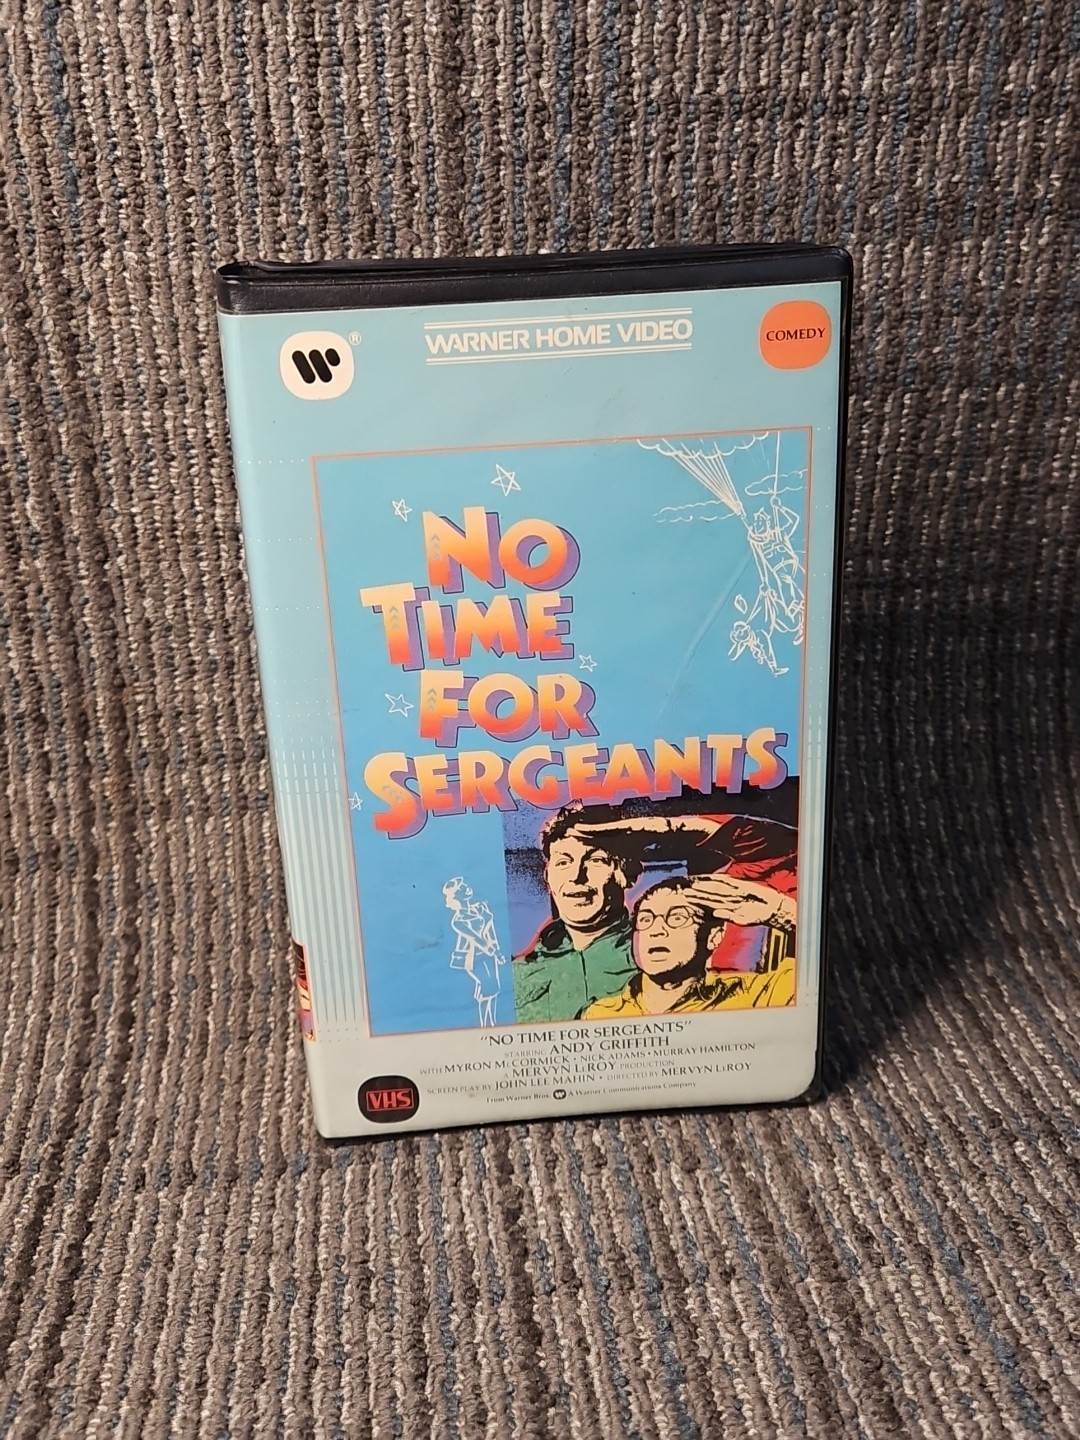 WARNER HOME VIDEO
COMEDY
NO
TIME
FOR
SERGEANTS
"NO TIME FOR SERGEANTS"
STARRING ANDY GRIFFITH
WITH MYRON McCORMICK • NICK ADAMS • MURRAY HAMILTON
A MERVYN LeROY PRODUCTION
SCREEN PLAY BY JOHN LEE MAHIN • DIRECTED BY MERVYN LeROY
From Warner Bros. A Warner Communications Company
VHS